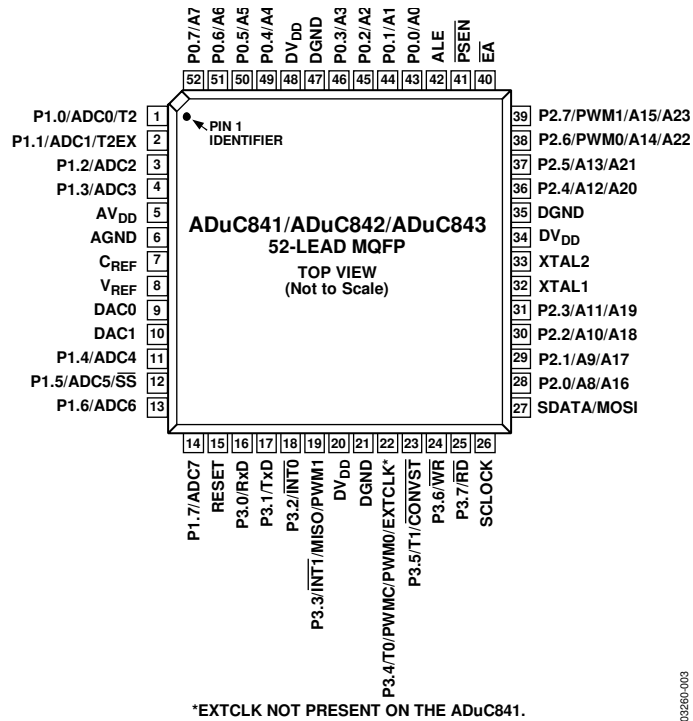 P0.7/A7
P0.6/A6
P0.5/A5
P0.4/A4
DVDD
DGND
P0.3/A3
P0.2/A2
P0.1/A1
P0.0/A0
ALE
PSEN
EA
52
51
50
49
48
47
46
45
44
43
42
41
40
P1.0/ADC0/T2 1
P1.1/ADC1/T2EX 2
P1.2/ADC2 3
P1.3/ADC3 4
AVDD 5
AGND 6
CREF 7
VREF 8
DAC0 9
DAC1 10
P1.4/ADC4 11
P1.5/ADC5/SS 12
P1.6/ADC6 13
PIN 1
IDENTIFIER
ADuC841/ADuC842/ADuC843
52-LEAD MQFP
TOP VIEW
(Not to Scale)
39 P2.7/PWM1/A15/A23
38 P2.6/PWM0/A14/A22
37 P2.5/A13/A21
36 P2.4/A12/A20
35 DGND
34 DVDD
33 XTAL2
32 XTAL1
31 P2.3/A11/A19
30 P2.2/A10/A18
29 P2.1/A9/A17
28 P2.0/A8/A16
27 SDATA/MOSI
14
15
16
17
18
19
20
21
22
23
24
25
26
P1.7/ADC7
RESET
P3.0/RxD
P3.1/TxD
P3.2/INT0
P3.3/INT1/MISO/PWM1
DVDD
DGND
P3.4/T0/PWMC/PWM0/EXTCLK*
P3.5/T1/CONVST
P3.6/WR
P3.7/RD
SCLOCK
*EXTCLK NOT PRESENT ON THE ADuC841.
03260-003